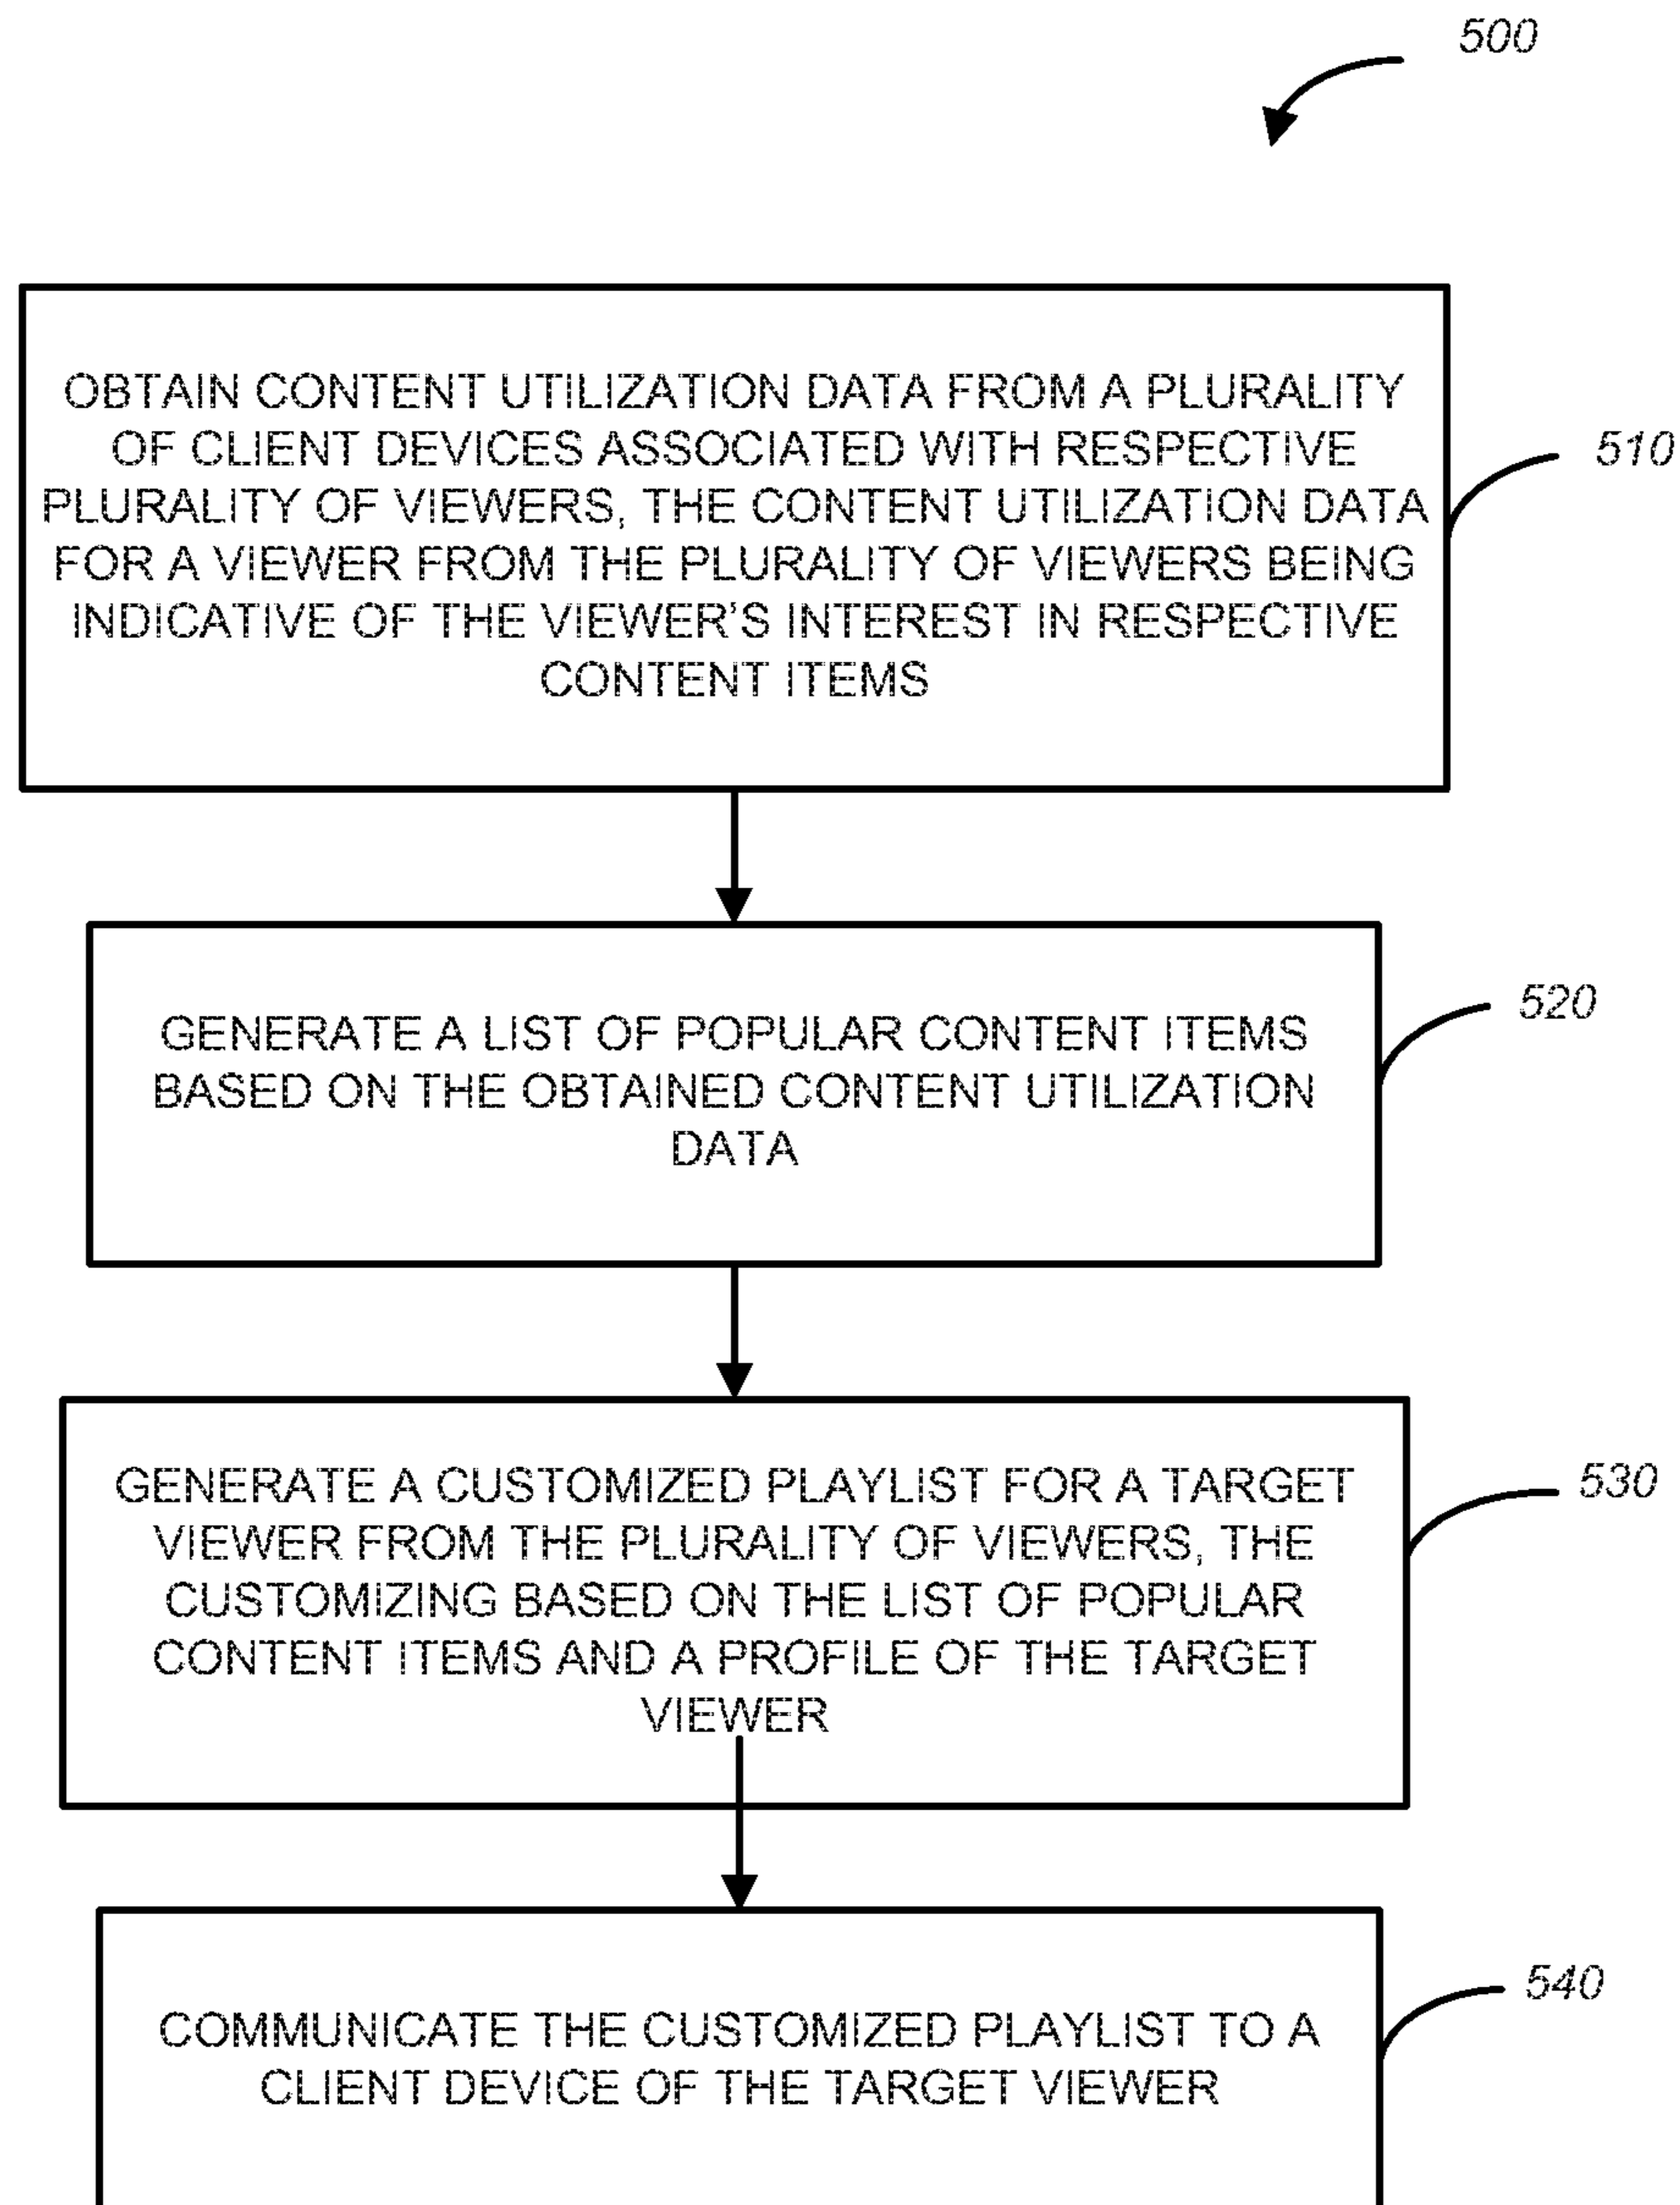 500
OBTAIN CONTENT UTILIZATION DATA FROM A PLURALITY
OF CLIENT DEVICES ASSOCIATED WITH RESPECTIVE
PLURALITY OF VIEWERS, THE CONTENT UTILIZATION DATA
FOR A VIEWER FROM THE PLURALITY OF VIEWERS BEING
INDICATIVE OF THE VIEWER'S INTEREST IN RESPECTIVE
CONTENT ITEMS
510
GENERATE A LIST OF POPULAR CONTENT ITEMS
BASED ON THE OBTAINED CONTENT UTILIZATION
DATA
520
GENERATE A CUSTOMIZED PLAYLIST FOR A TARGET
VIEWER FROM THE PLURALITY OF VIEWERS, THE
CUSTOMIZING BASED ON THE LIST OF POPULAR
CONTENT ITEMS AND A PROFILE OF THE TARGET
VIEWER
530
COMMUNICATE THE CUSTOMIZED PLAYLIST TO A
CLIENT DEVICE OF THE TARGET VIEWER
540